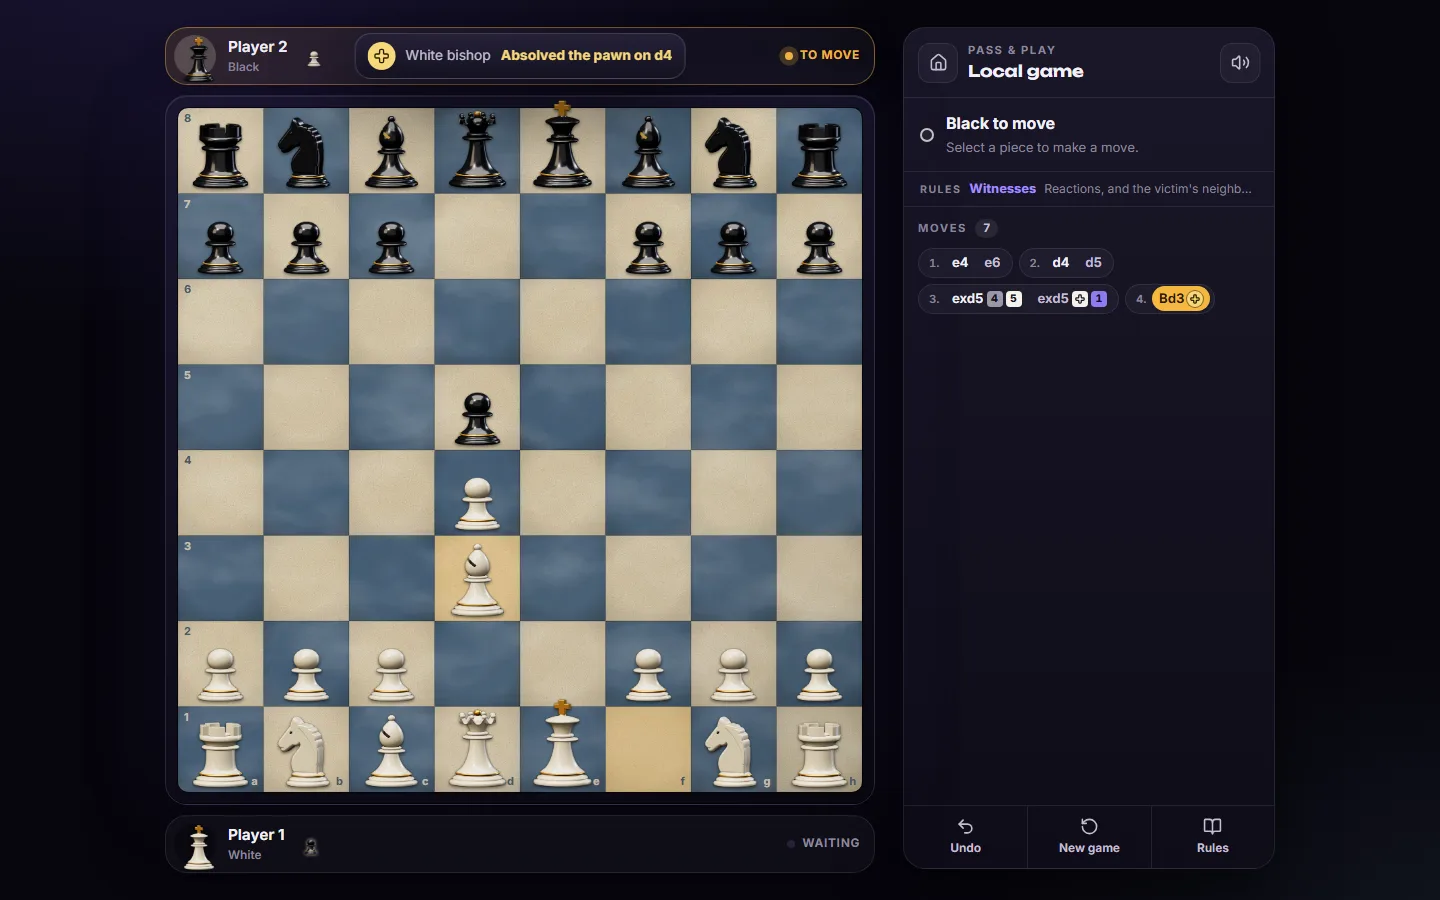 Player 2
Black
White bishop Absolved the pawn on d4
TO MOVE
8
7
6
5
4
3
2
1
a b c d e f g h
Player 1
White
WAITING
PASS & PLAY
Local game
Black to move
Select a piece to make a move.
RULES Witnesses Reactions, and the victim's neighb...
MOVES 7
1. e4 e6 2. d4 d5
3. exd5 4 5 exd5 1 4. Bd3
Undo New game Rules